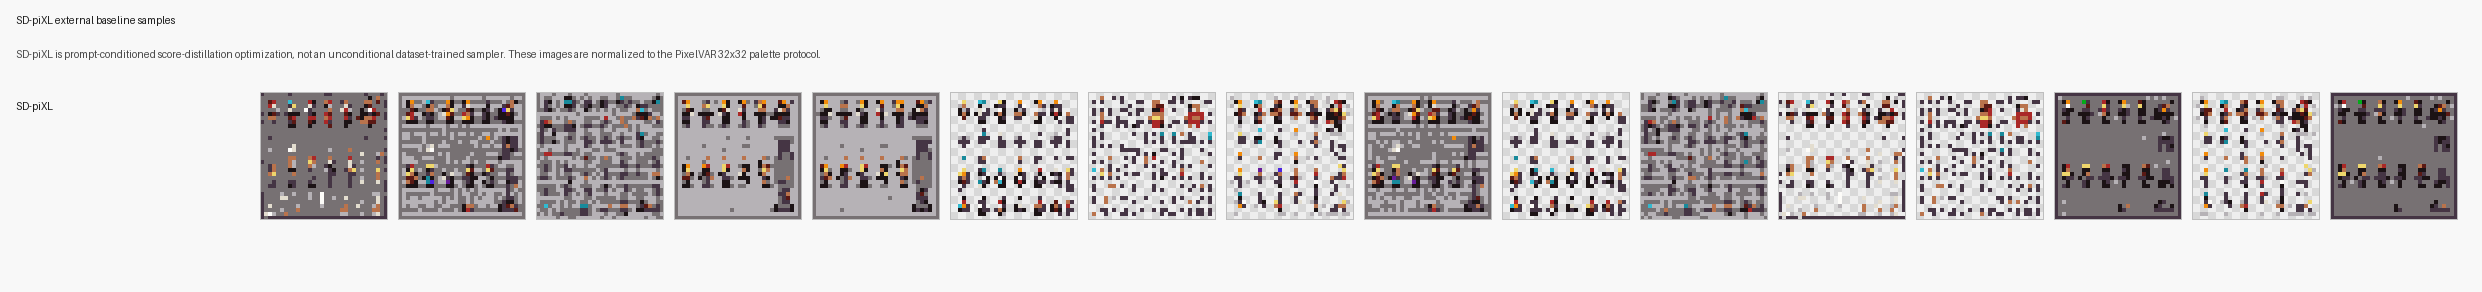 SD-piXL external baseline samples
SD-piXL is prompt-conditioned score-distillation optimization, not an unconditional dataset-trained sampler. These images are normalized to the PixelVAR 32x32 palette protocol.
SD-piXL